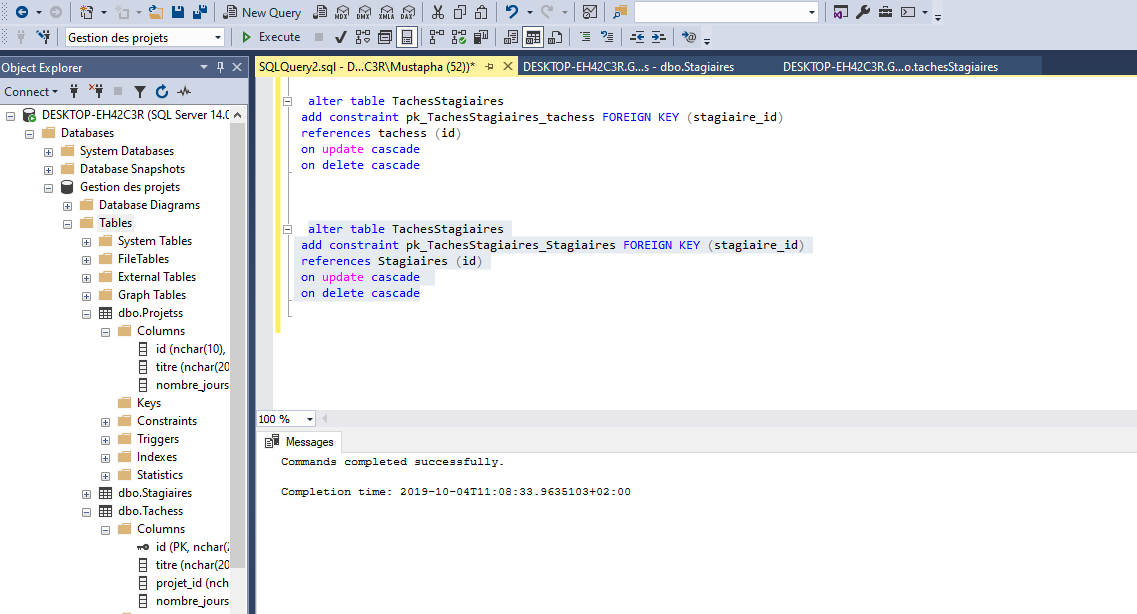 New Query
MDX
DMX
XMLA
DAX
Gestion des projets
Execute
Object Explorer
SQLQuery2.sql - D...C3R\Mustapha (52))*
DESKTOP-EH42C3R.G...s - dbo.Stagiaires
DESKTOP-EH42C3R.G...o.tachesStagiaires
Connect
DESKTOP-EH42C3R (SQL Server 14.0
Databases
System Databases
Database Snapshots
Gestion des projets
Database Diagrams
Tables
System Tables
FileTables
External Tables
Graph Tables
dbo.Projetss
Columns
id (nchar(10),
titre (nchar(20
nombre_jours
Keys
Constraints
Triggers
Indexes
Statistics
dbo.Stagiaires
dbo.Tachess
Columns
id (PK, nchar(
titre (nchar(20
projet_id (nch
nombre_jours
alter table TachesStagiaires
add constraint pk_TachesStagiaires_tachess FOREIGN KEY (stagiaire_id)
references tachess (id)
on update cascade
on delete cascade
alter table TachesStagiaires
add constraint pk_TachesStagiaires_Stagiaires FOREIGN KEY (stagiaire_id)
references Stagiaires (id)
on update cascade
on delete cascade
100 %
Messages
Commands completed successfully.
Completion time: 2019-10-04T11:08:33.9635103+02:00